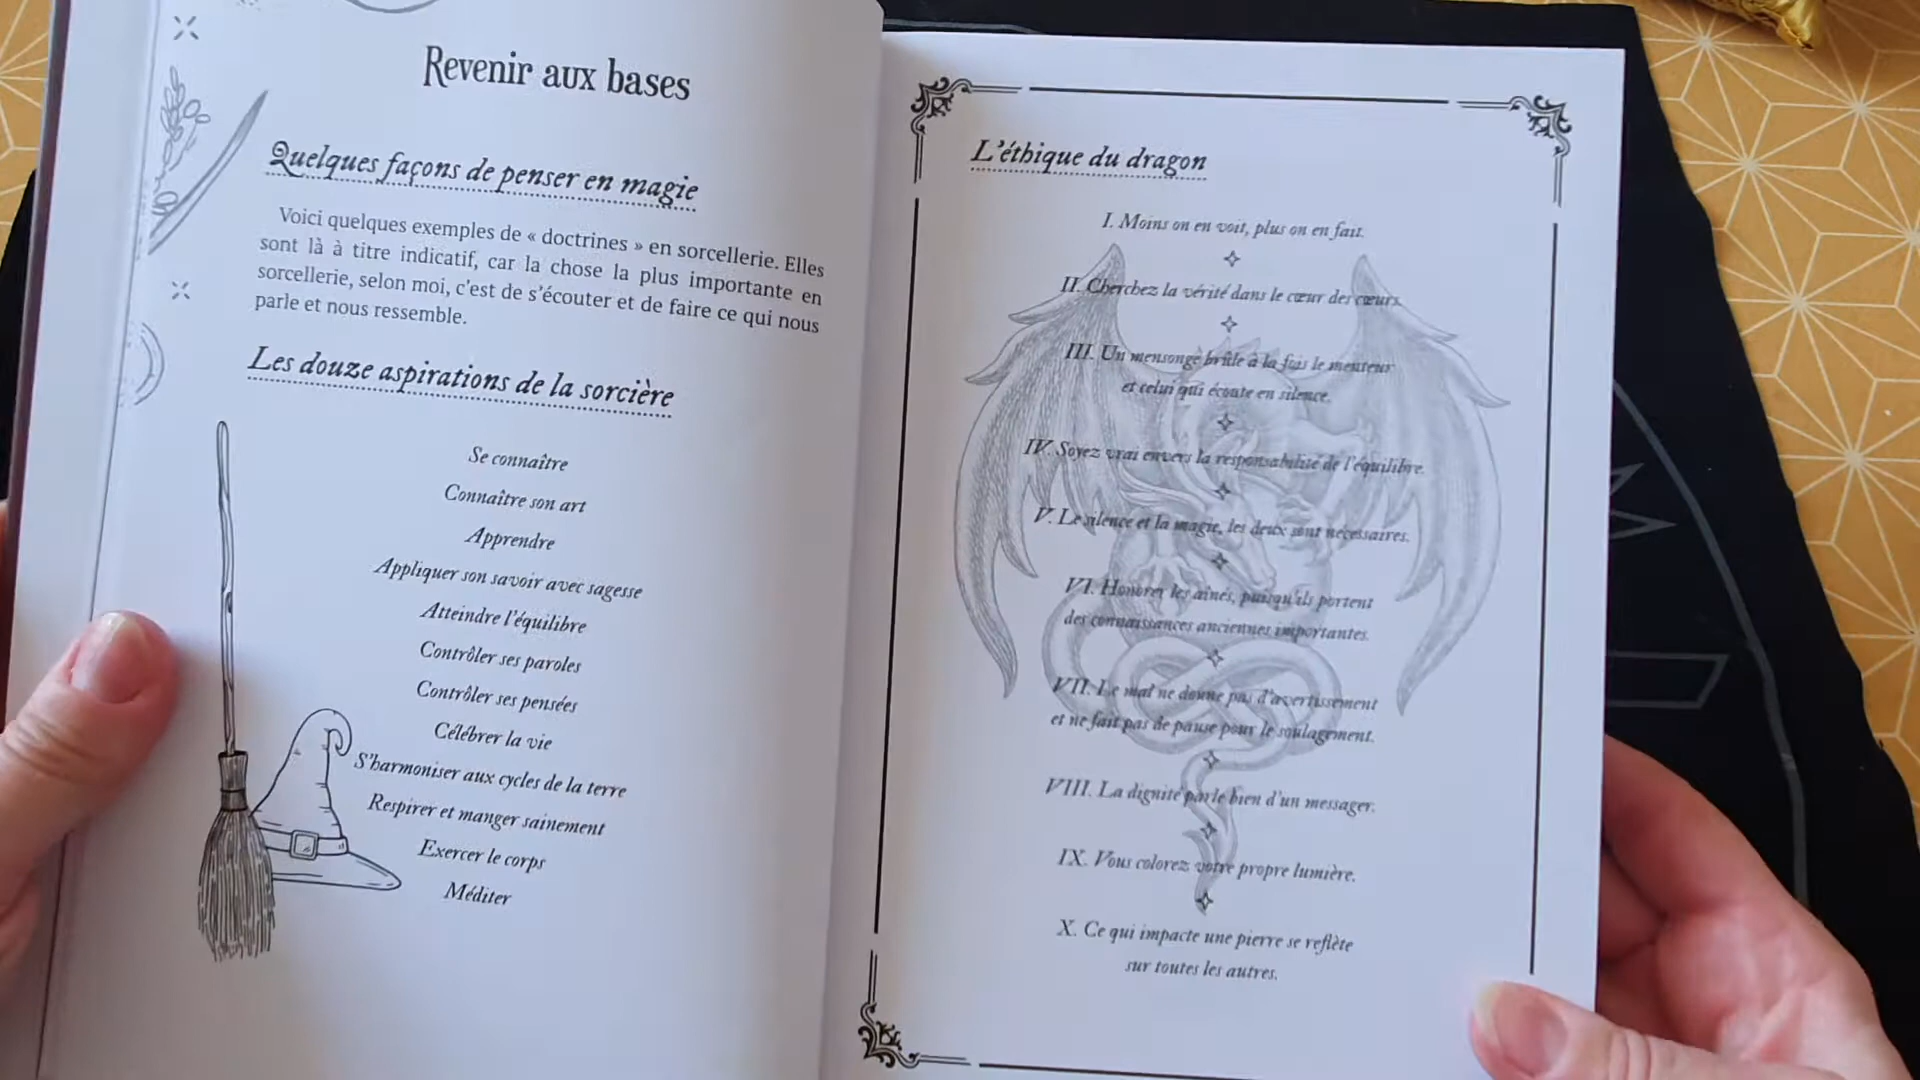 Revenir aux bases
Quelques façons de penser en magie
Voici quelques exemples de « doctrines » en sorcellerie. Elles
sont là à titre indicatif, car la chose la plus importante en
sorcellerie, selon moi, c'est de s'écouter et de faire ce qui nous
parle et nous ressemble.
Les douze aspirations de la sorcière
Se connaître
Connaître son art
Apprendre
Appliquer son savoir avec sagesse
Atteindre l'équilibre
Contrôler ses paroles
Contrôler ses pensées
Célébrer la vie
S'harmoniser aux cycles de la terre
Respirer et manger sainement
Exercer le corps
Méditer
L'éthique du dragon
I. Moins on en voit, plus on en fait.
II. Cherchez la vérité dans le cœur des cœurs.
III. Un mensonge brûle à la fois le menteur
et celui qui écoute en silence.
IV. Soyez vrai envers la responsabilité de l'équilibre.
V. Le silence et la magie, les deux sont nécessaires.
VI. Honorer les aînés, puisqu'ils portent
des connaissances anciennes importantes.
VII. Le mal ne donne pas d'avertissement
et ne fait pas de pause pour le soulagement.
VIII. La dignité parle bien d'un messager.
IX. Vous colorez votre propre lumière.
X. Ce qui impacte une pierre se reflète
sur toutes les autres.